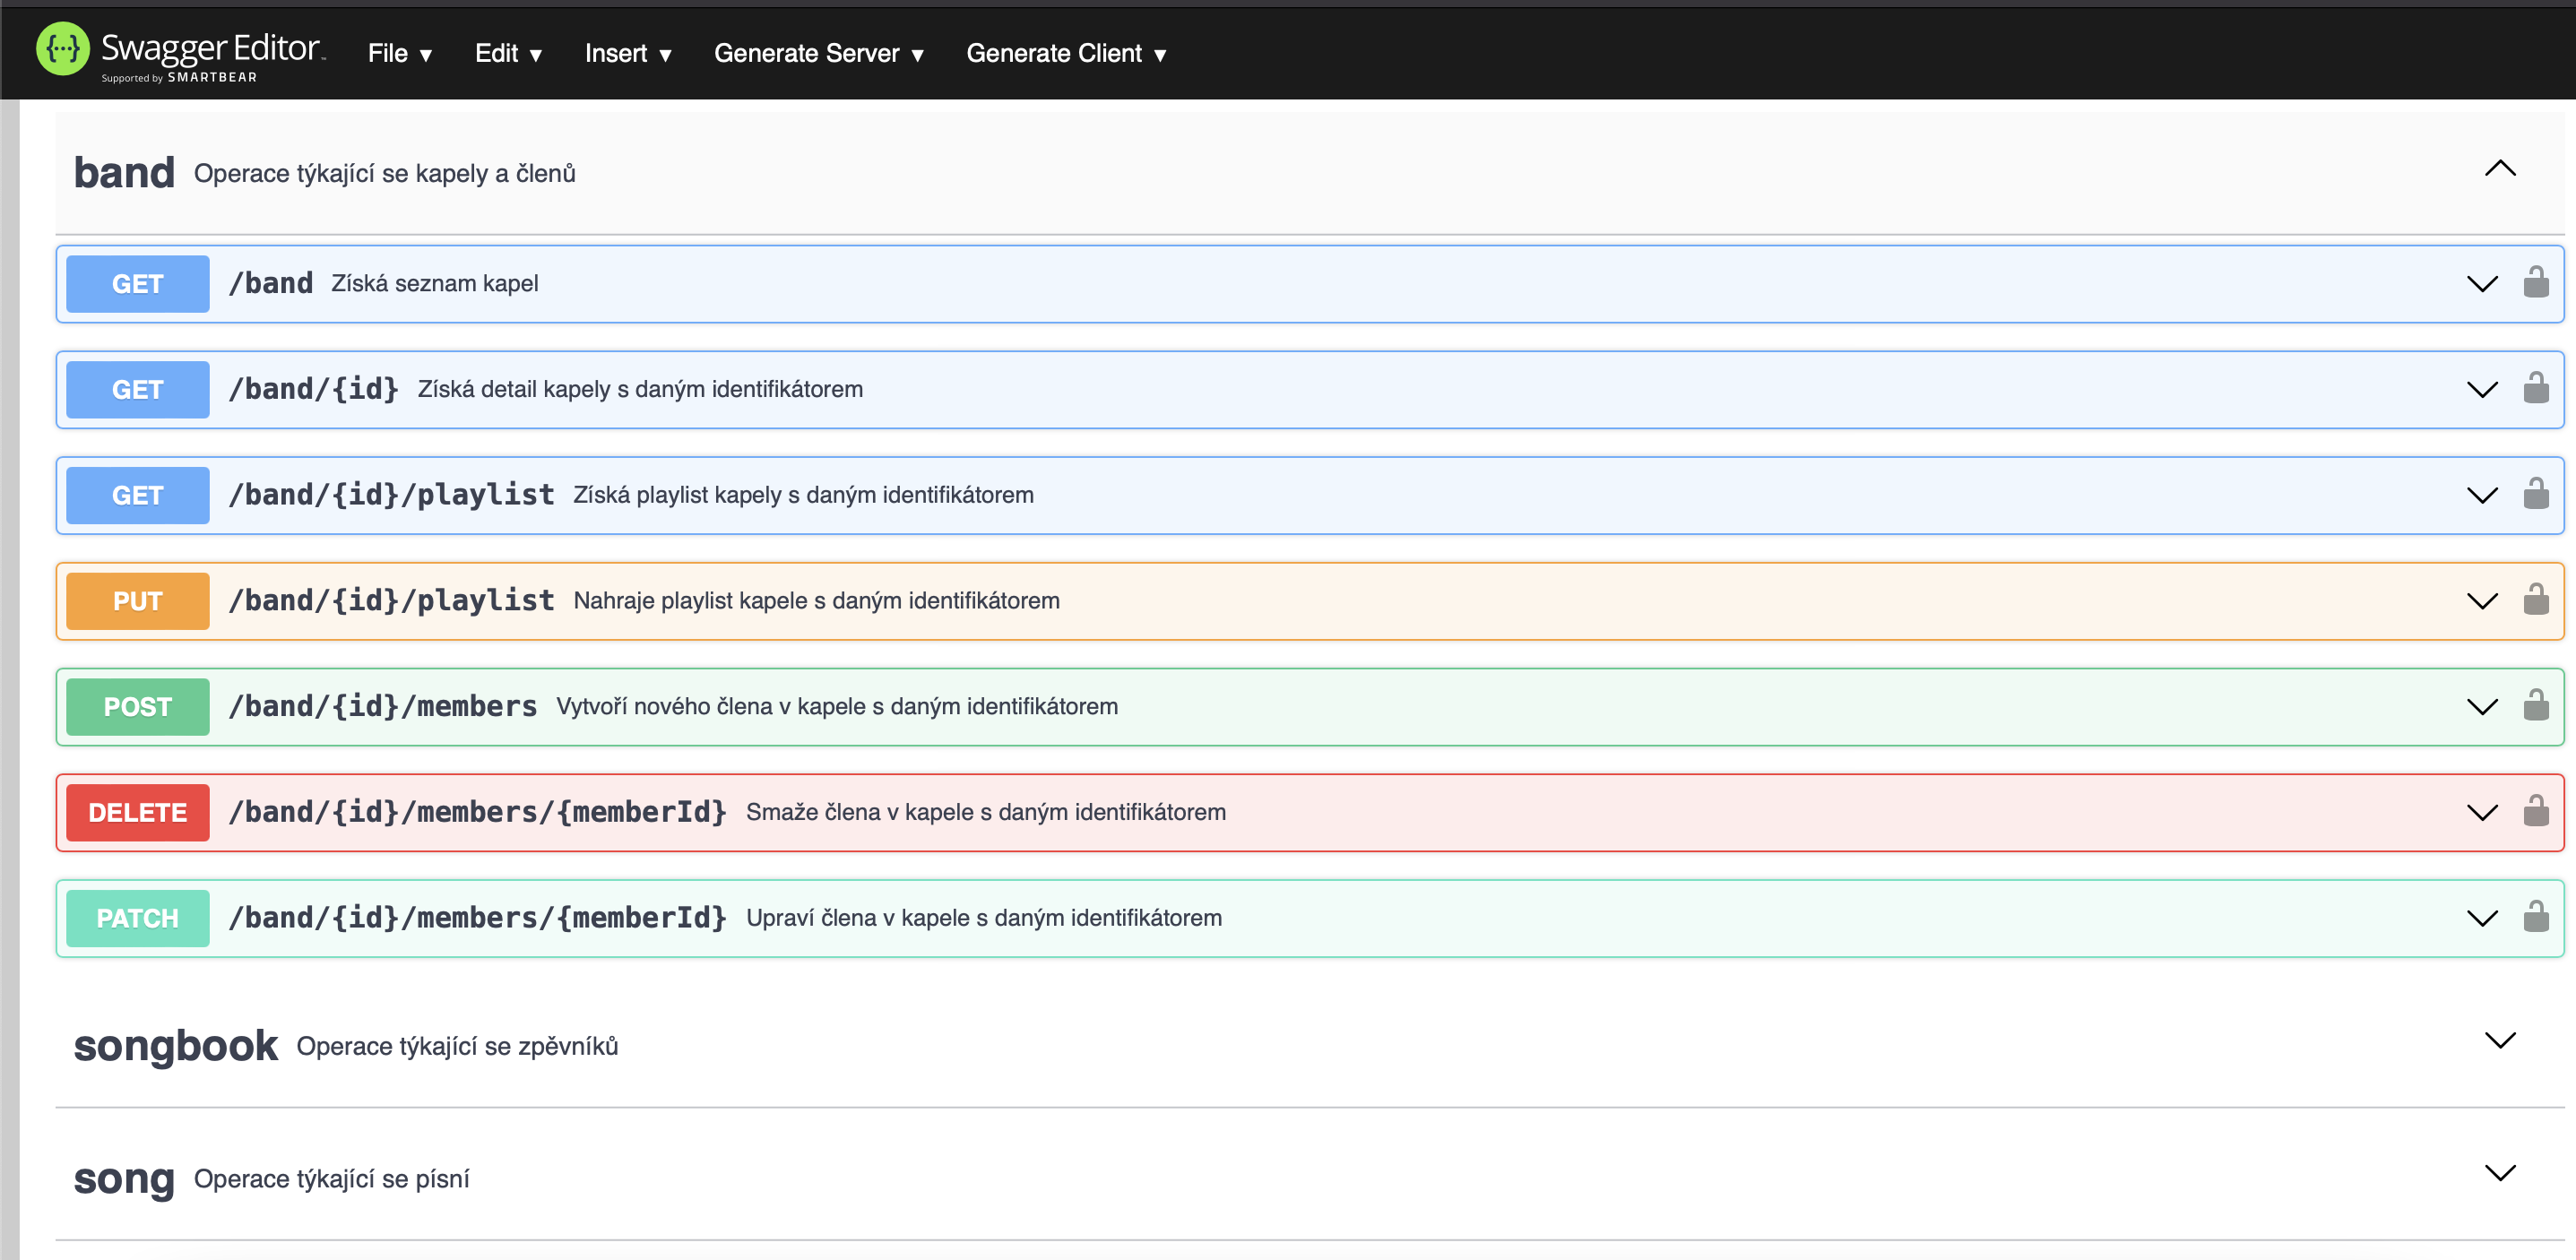 Swagger Editor™
Supported by SMARTBEAR
File ▼ Edit ▼ Insert ▼ Generate Server ▼ Generate Client ▼
band Operace týkající se kapely a členů
GET /band Získá seznam kapel
GET /band/{id} Získá detail kapely s daným identifikátorem
GET /band/{id}/playlist Získá playlist kapely s daným identifikátorem
PUT /band/{id}/playlist Nahraje playlist kapele s daným identifikátorem
POST /band/{id}/members Vytvoří nového člena v kapele s daným identifikátorem
DELETE /band/{id}/members/{memberId} Smaže člena v kapele s daným identifikátorem
PATCH /band/{id}/members/{memberId} Upraví člena v kapele s daným identifikátorem
songbook Operace týkající se zpěvníků
song Operace týkající se písní